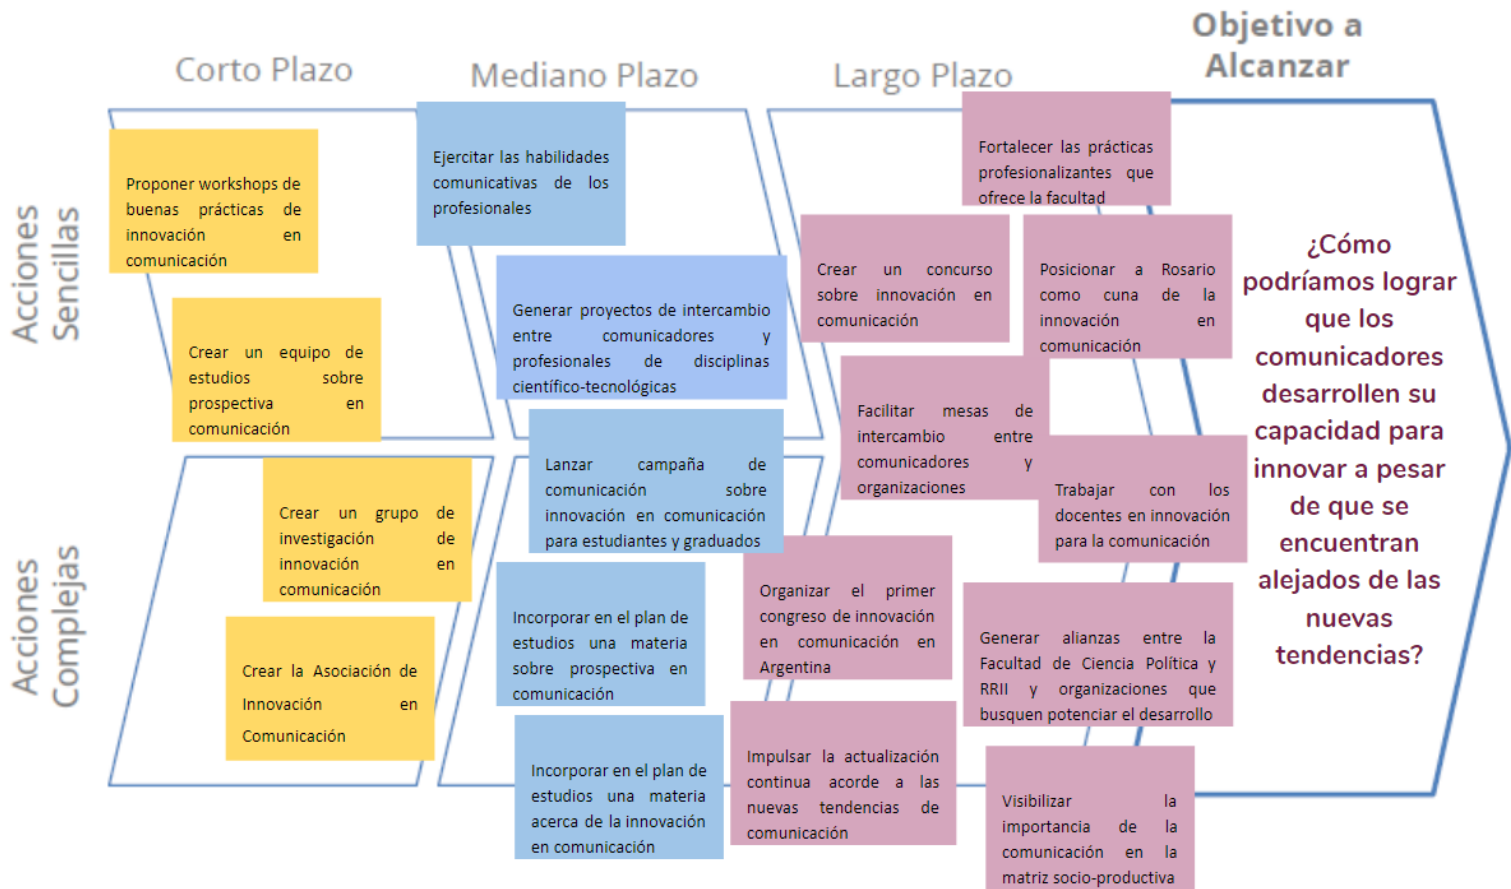 Objetivo a
Alcanzar
Corto Plazo
Mediano Plazo
Largo Plazo
Acciones
Sencillas
Proponer workshops de
buenas prácticas de
innovación en
comunicación
Crear un equipo de
estudios sobre
prospectiva en
comunicación
Ejercitar las habilidades
comunicativas de los
profesionales
Generar proyectos de intercambio
entre comunicadores y
profesionales de disciplinas
científico-tecnológicas
Fortalecer las prácticas
profesionalizantes que
ofrece la facultad
Crear un concurso
sobre innovación en
comunicación
Posicionar a Rosario
como cuna de la
innovación en
comunicación
Facilitar mesas de
intercambio entre
comunicadores y
organizaciones
Acciones
Complejas
Crear un grupo de
investigación de
innovación en
comunicación
Crear la Asociación de
Innovación en
Comunicación
Lanzar campaña de
comunicación sobre
innovación en comunicación
para estudiantes y graduados
Incorporar en el plan de
estudios una materia
sobre prospectiva en
comunicación
Incorporar en el plan de
estudios una materia
acerca de la innovación
en comunicación
Trabajar con los
docentes en innovación
para la comunicación
Organizar el primer
congreso de innovación
en comunicación en
Argentina
Generar alianzas entre la
Facultad de Ciencia Política y
RRII y organizaciones que
busquen potenciar el desarrollo
Impulsar la actualización
continua acorde a las
nuevas tendencias de
comunicación
Visibilizar la
importancia de la
comunicación en la
matriz socio-productiva
¿Cómo
podríamos lograr
que los
comunicadores
desarrollen su
capacidad para
innovar a pesar
de que se
encuentran
alejados de las
nuevas
tendencias?